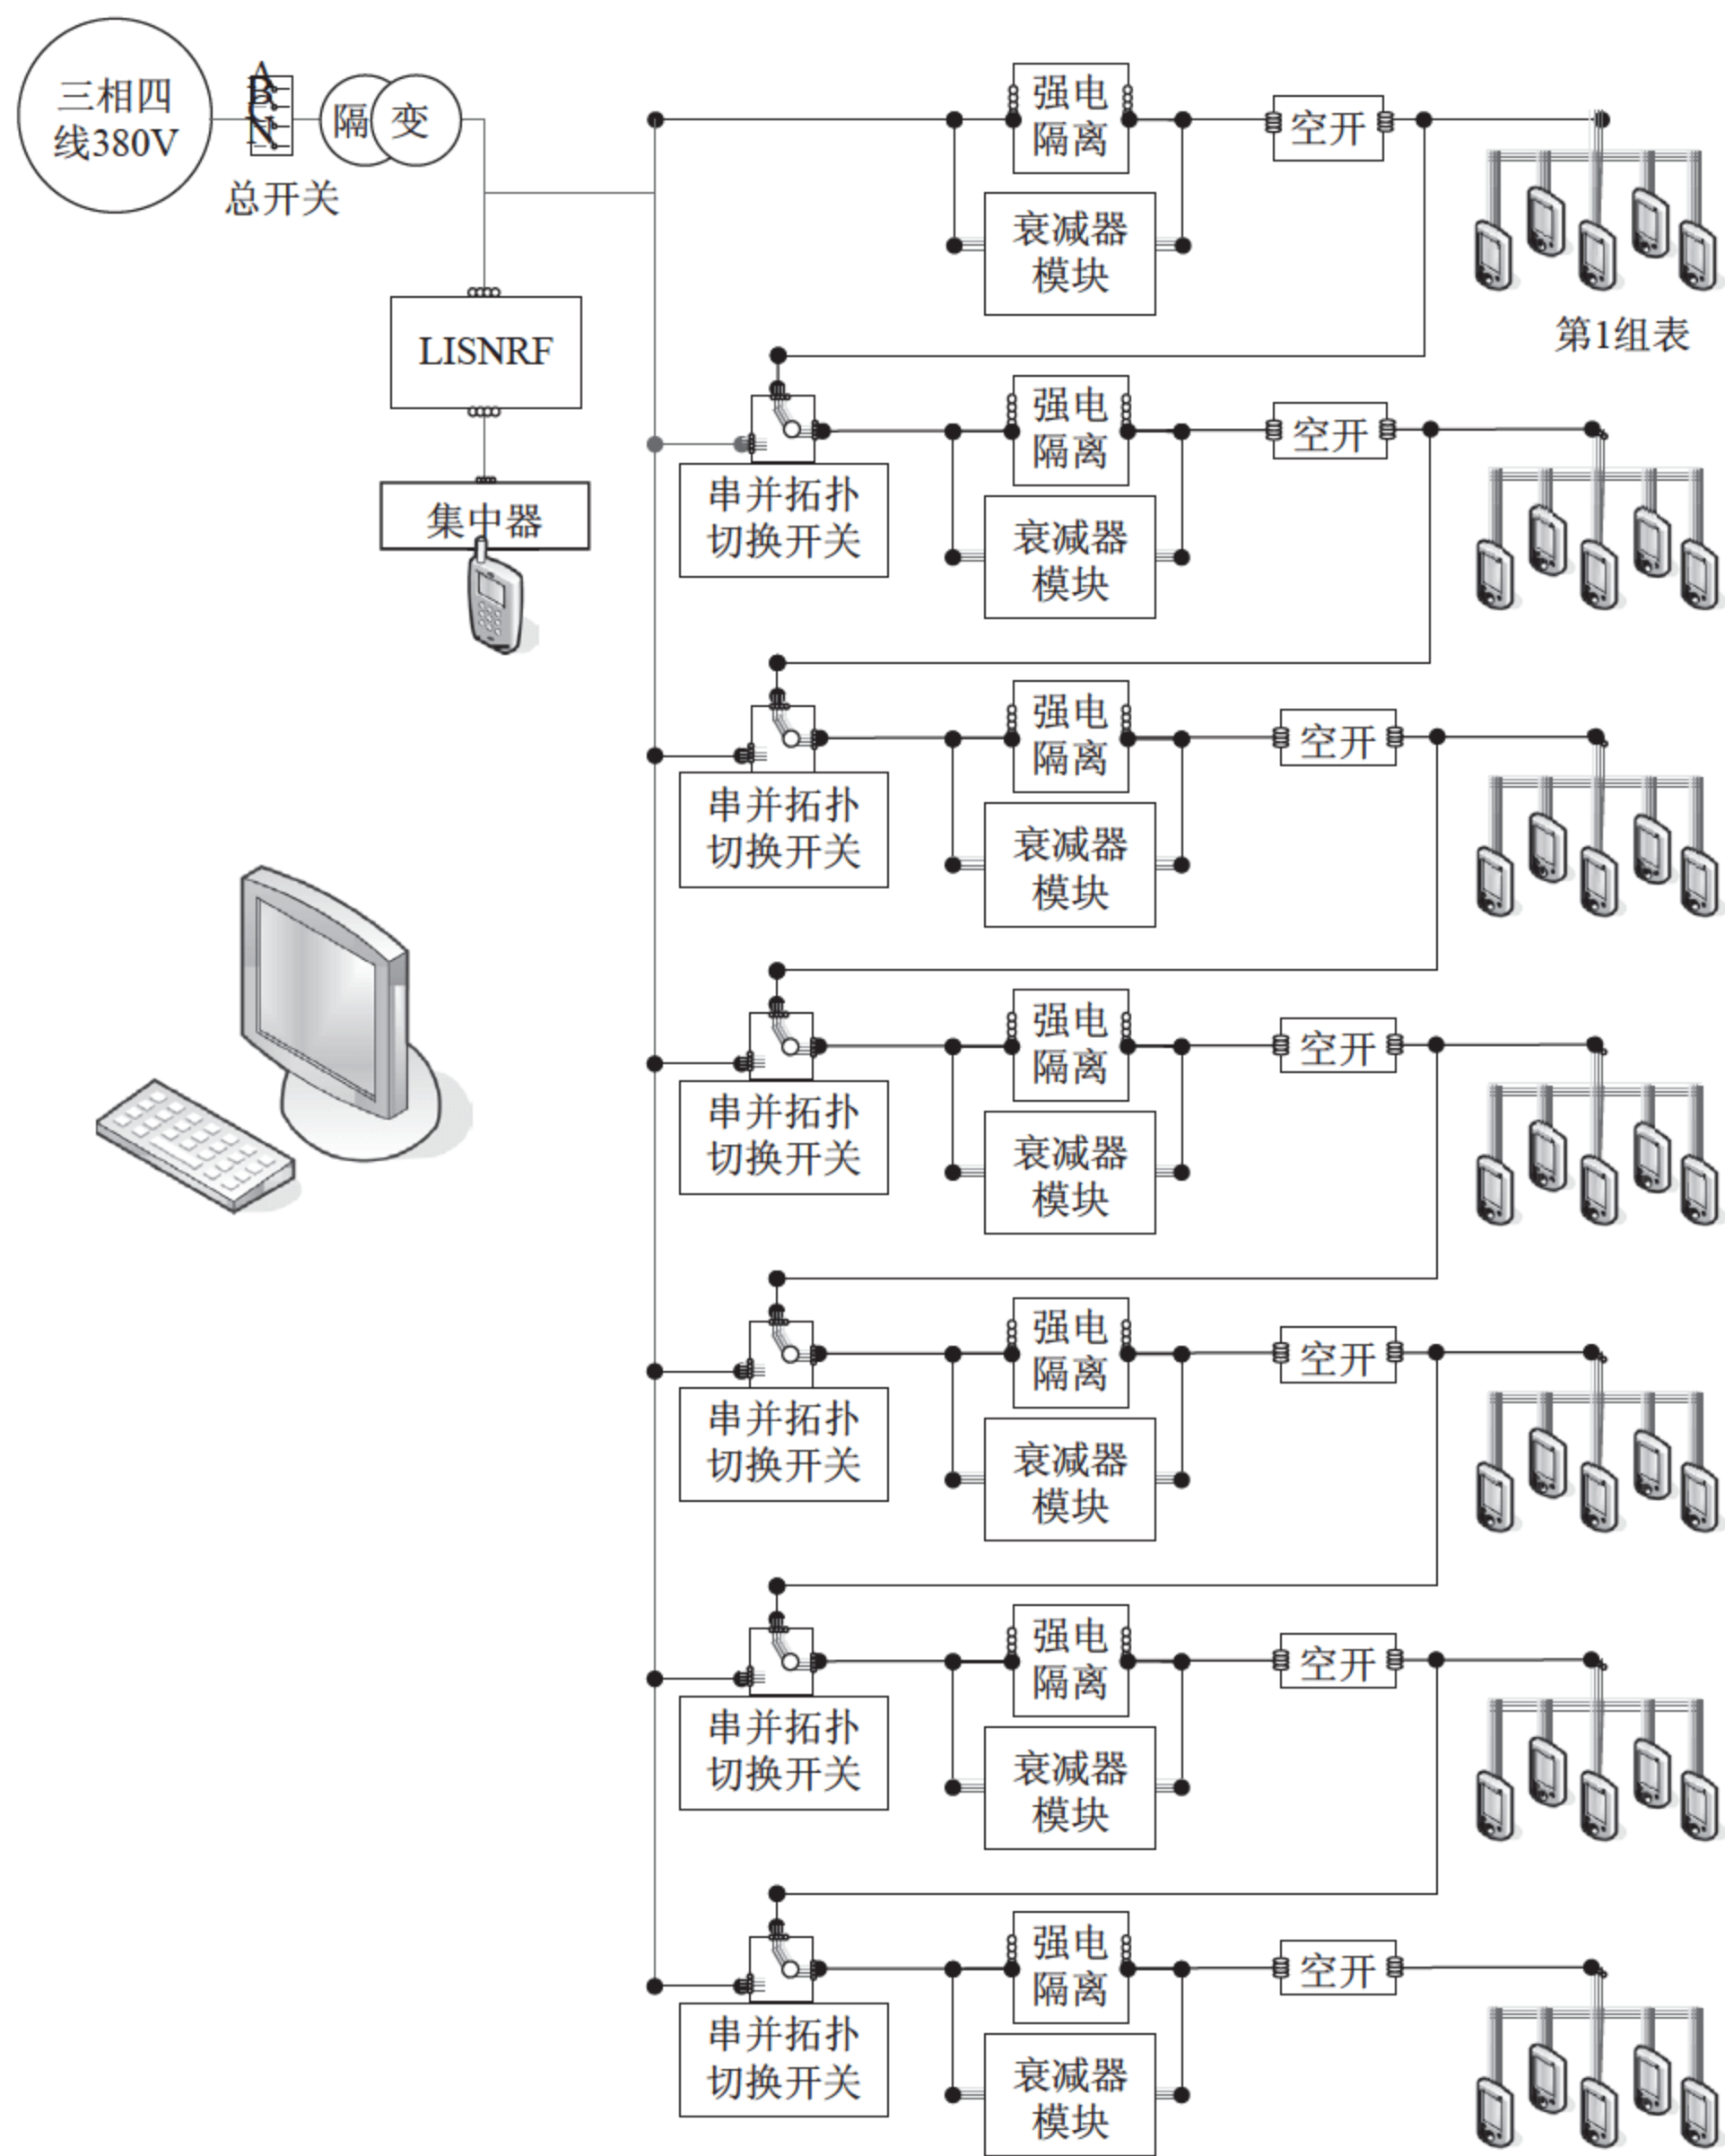 三相四
线380V
A
B
C
N
总开关
隔
变
LISNRF
集中器
强电
隔离
衰减器
模块
空开
第1组表
串并拓扑
切换开关
强电
隔离
衰减器
模块
空开
串并拓扑
切换开关
强电
隔离
衰减器
模块
空开
串并拓扑
切换开关
强电
隔离
衰减器
模块
空开
串并拓扑
切换开关
强电
隔离
衰减器
模块
空开
串并拓扑
切换开关
强电
隔离
衰减器
模块
空开
串并拓扑
切换开关
强电
隔离
衰减器
模块
空开